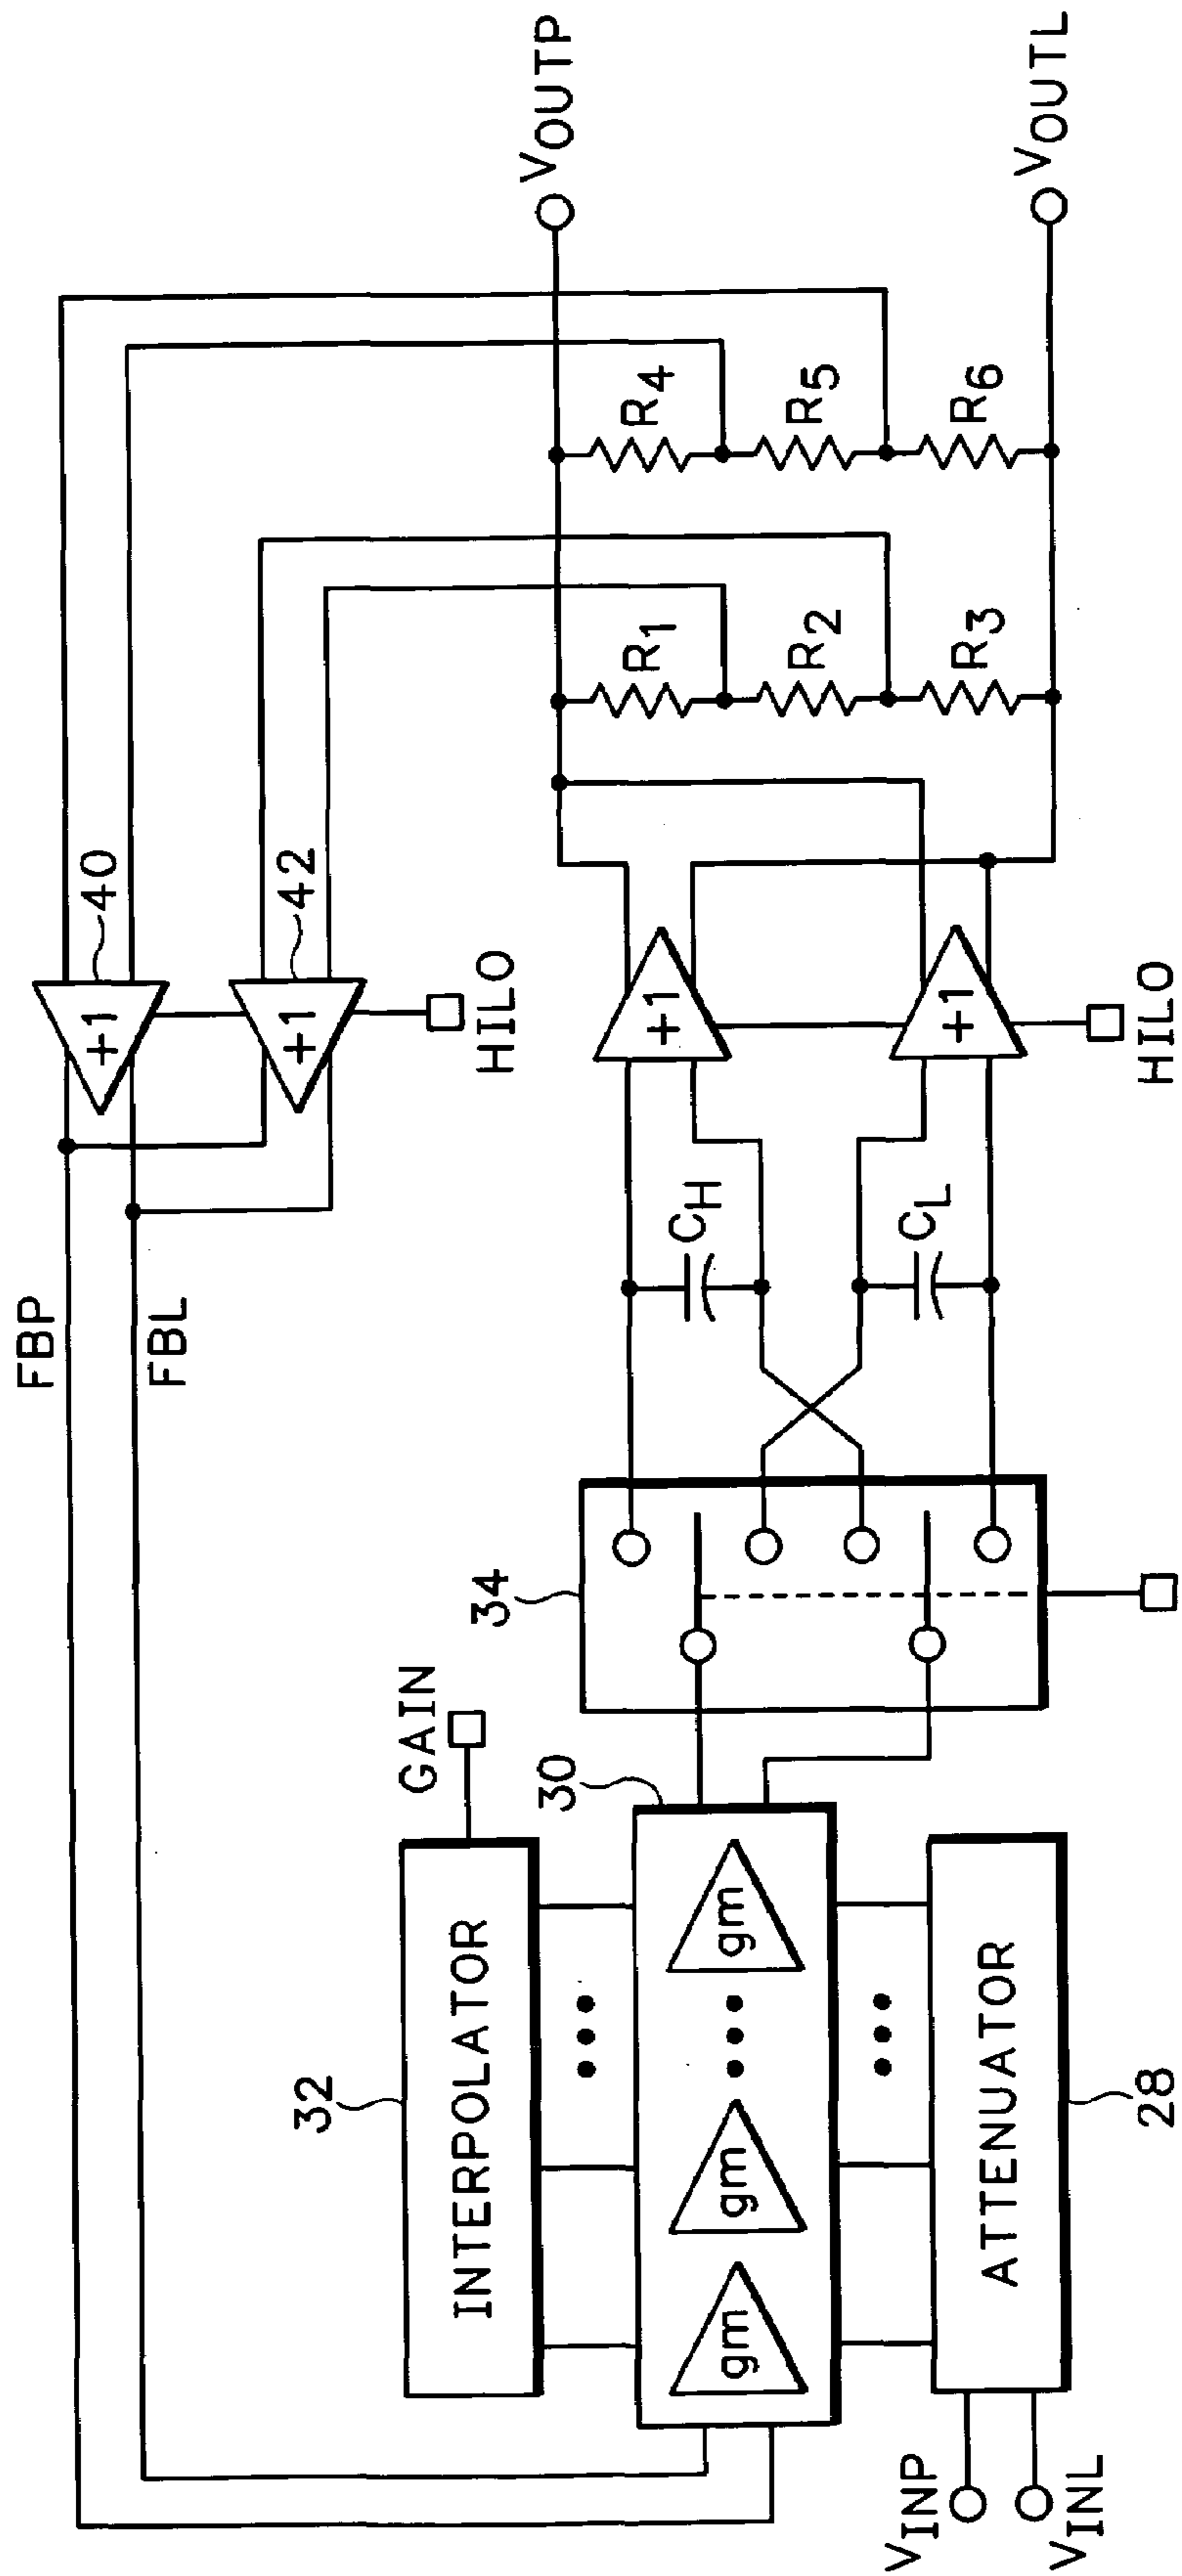 FBP
FBL
+1
40
+1
42
HILO
VOUTP
VOUTL
R1
R2
R3
R4
R5
R6
+1
+1
HILO
CH
CL
34
GAIN
32
INTERPOLATOR
30
gm
gm
gm
ATTENUATOR
28
VINP
VINL